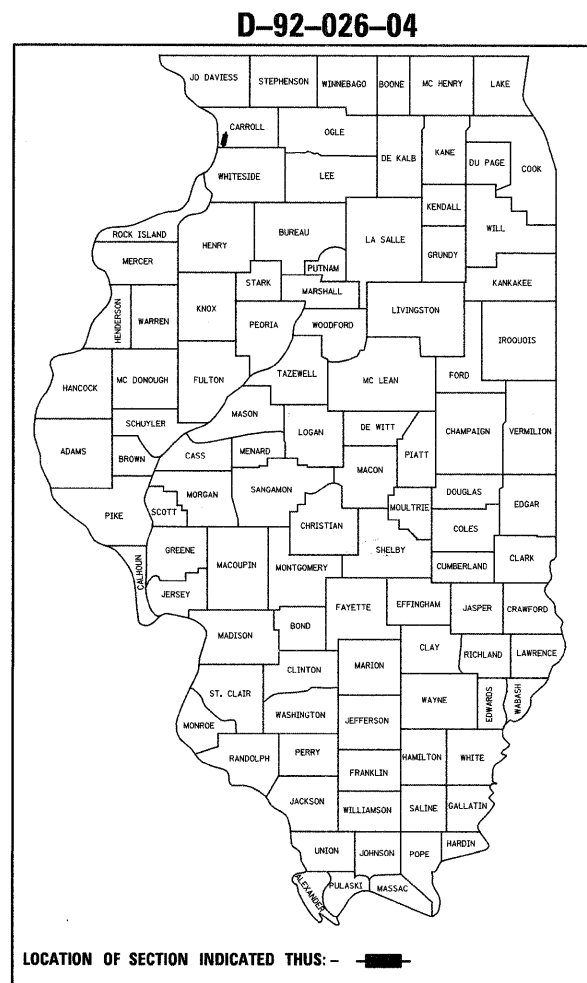 D–92–026–04
JO DAVIESS STEPHENSON WINNEBAGO BOONE MC HENRY LAKE
CARROLL OGLE DE KALB KANE DU PAGE COOK
WHITESIDE LEE
KENDALL WILL
ROCK ISLAND HENRY BUREAU LA SALLE GRUNDY
MERCER PUTNAM KANKAKEE
STARK MARSHALL
HENDERSON WARREN KNOX PEORIA WOODFORD LIVINGSTON IROQUOIS
HANCOCK MC DONOUGH FULTON TAZEWELL MC LEAN FORD
MASON
SCHUYLER LOGAN DE WITT CHAMPAIGN VERMILION
ADAMS BROWN CASS MENARD PIATT
MACON
MORGAN SANGAMON DOUGLAS EDGAR
PIKE SCOTT CHRISTIAN MOULTRIE COLES
SHELBY
GREENE MACOUPIN MONTGOMERY CUMBERLAND CLARK
CALHOUN JERSEY
FAYETTE EFFINGHAM JASPER CRAWFORD
MADISON BOND
CLINTON MARION CLAY RICHLAND LAWRENCE
ST. CLAIR WAYNE EDWARDS WABASH
MONROE WASHINGTON JEFFERSON
RANDOLPH PERRY HAMILTON WHITE
FRANKLIN
JACKSON WILLIAMSON SALINE GALLATIN
UNION JOHNSON POPE HARDIN
ALEXANDER PULASKI MASSAC
LOCATION OF SECTION INDICATED THUS: –